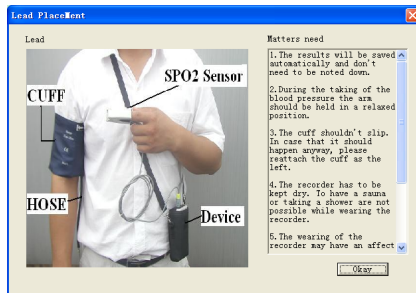 Lead PlaceMent
Lead
Matters need
SPO2 Sensor
CUFF
HOSE
Device
1.The results will be saved
automatically and don't
need to be noted down.
2.During the taking of the
blood pressure the arm
should be held in a relaxed
position.
3.The cuff shouldn't slip.
In case that it should
happen anyway, please
reattach the cuff as the
left.
4.The recorder has to be
kept dry. To have a sauna
or taking a shower are not
possible while wearing the
recorder.
5.The wearing of the
recorder may have an affect
Okay